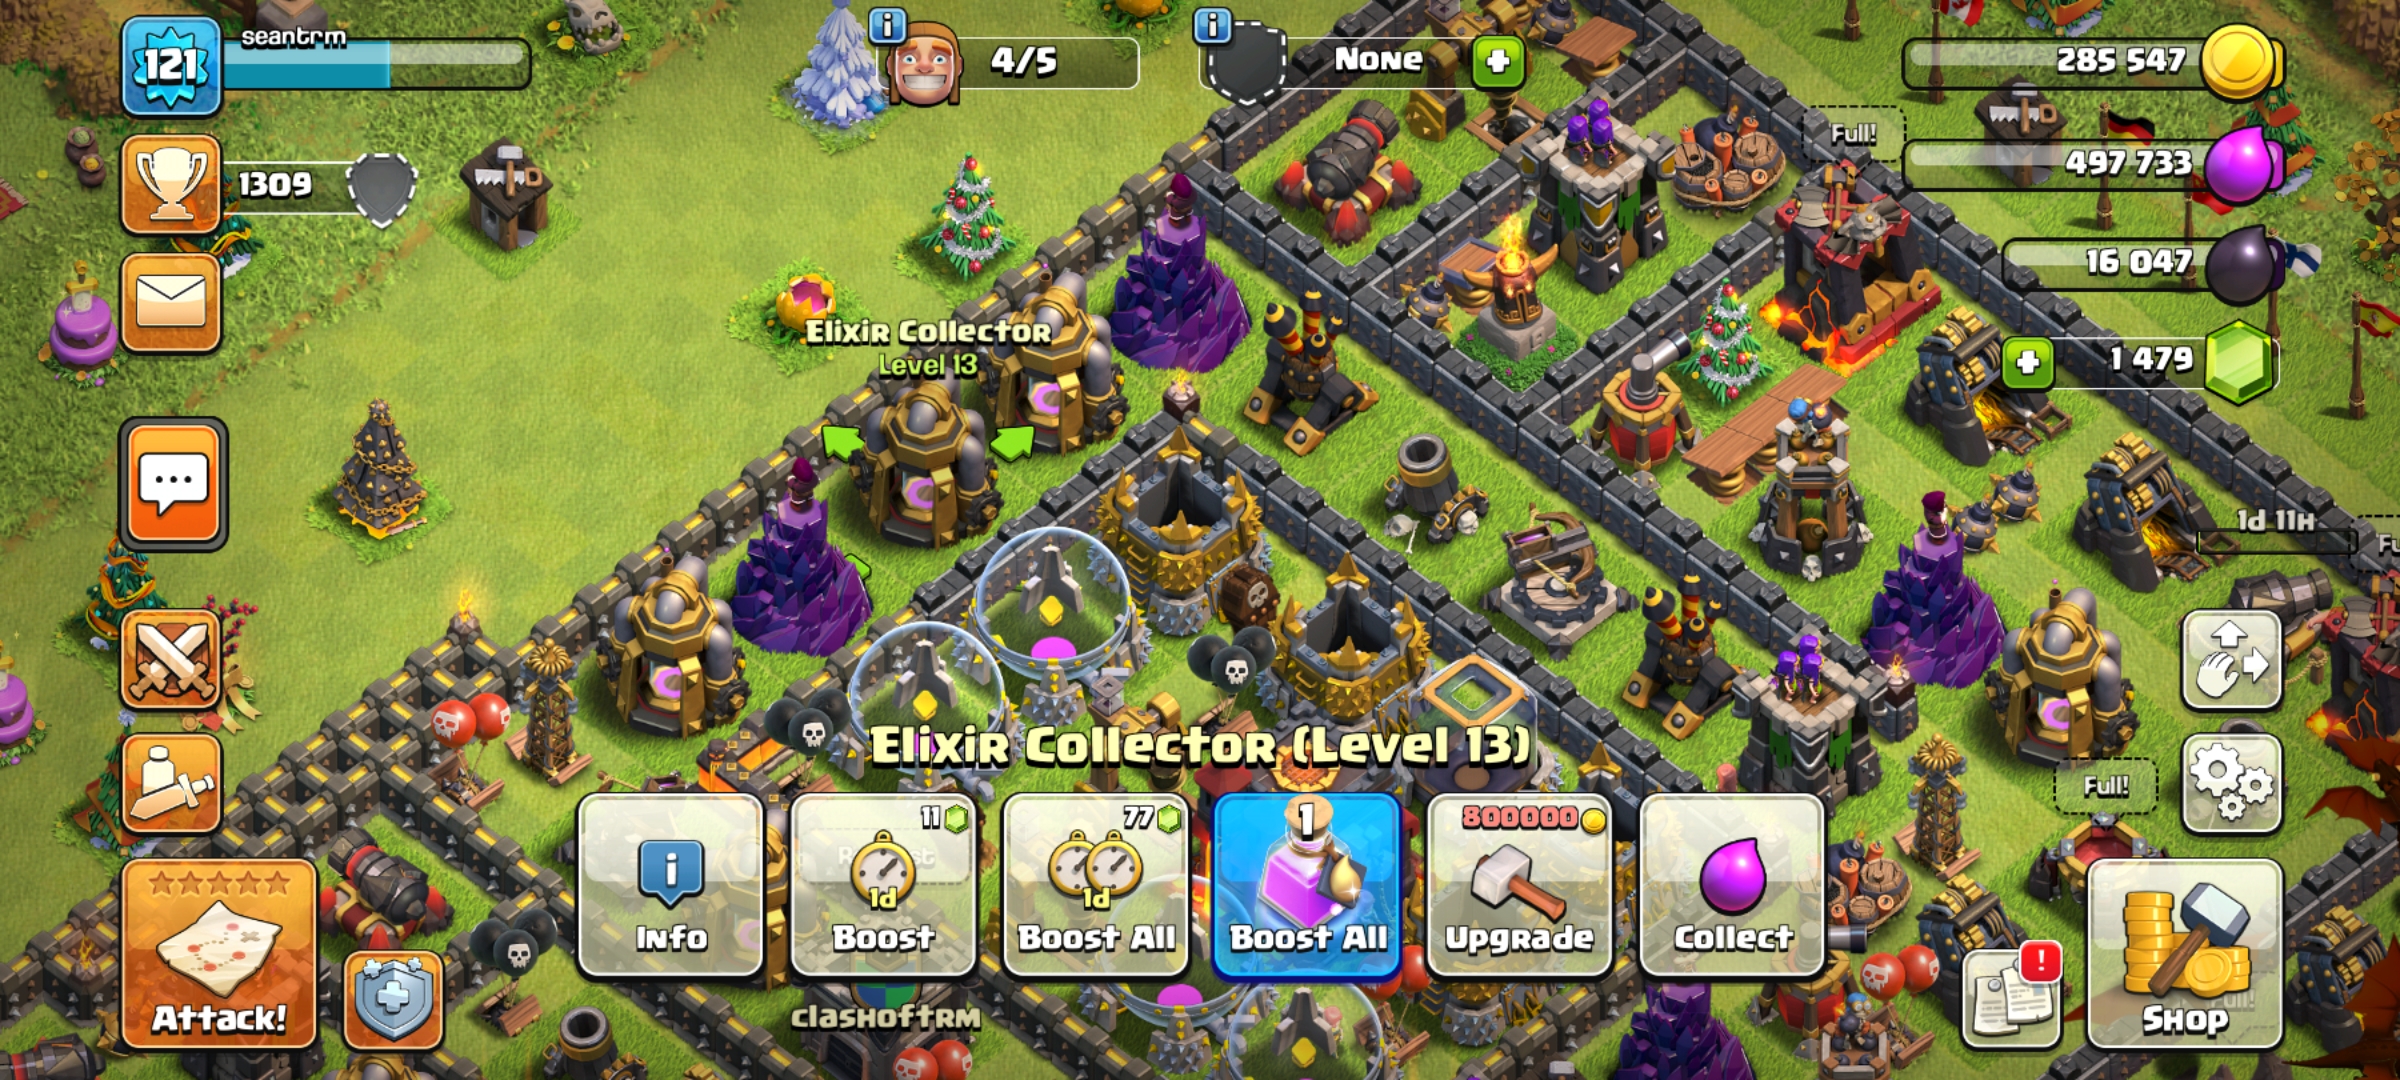 121
seantrm
4/5
None
285 547
1309
Full!
497 733
16 047
1 479
Elixir Collector
Level 13
1d 11H
Elixir Collector (Level 13)
Full!
Info
11
1d
Boost
77
1d
Boost All
1
Boost All
800000
Upgrade
Collect
Attack!
clashoftrm
!
Shop